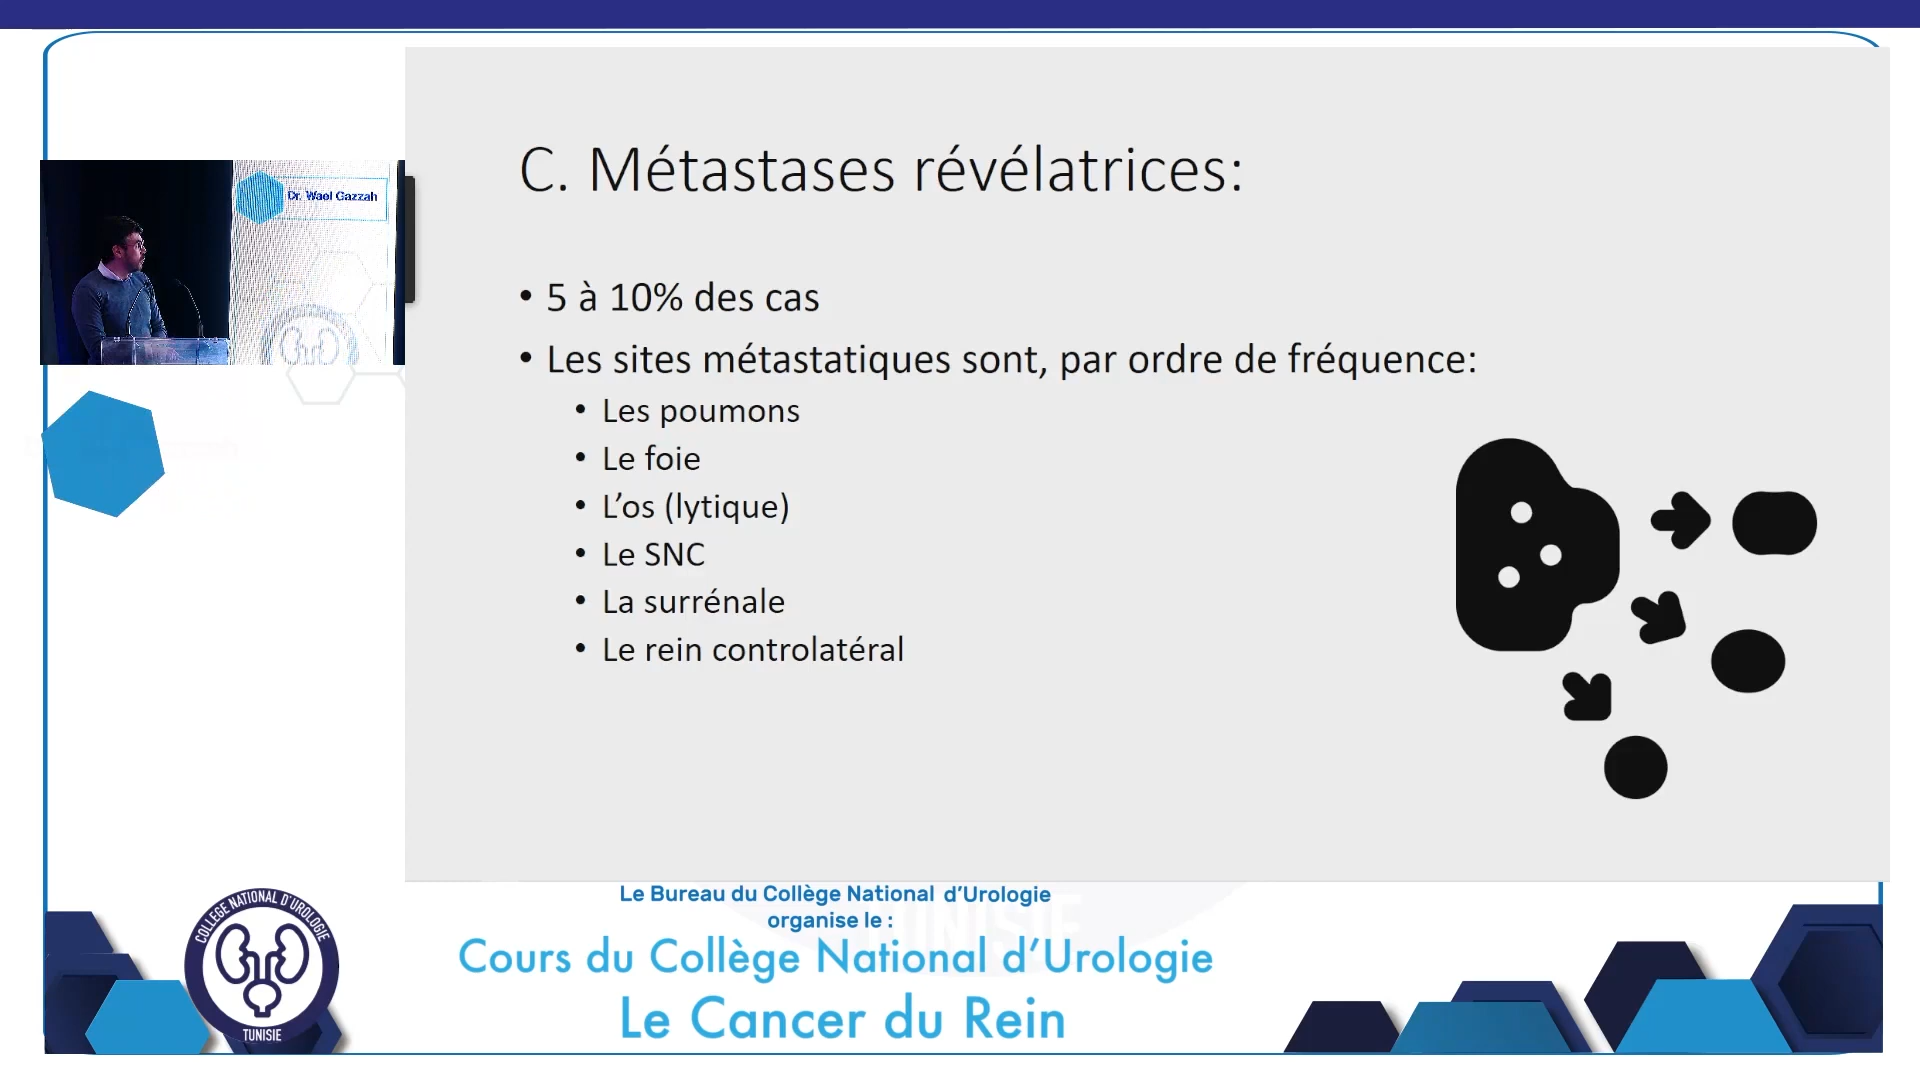 C. Métastases révélatrices:
Dr. Wael Gazzah
• 5 à 10% des cas
• Les sites métastatiques sont, par ordre de fréquence:
• Les poumons
• Le foie
• L’os (lytique)
• Le SNC
• La surrénale
• Le rein controlatéral
Le Bureau du Collège National d’Urologie
organise le :
Cours du Collège National d’Urologie
Le Cancer du Rein
COLLEGE NATIONAL D'UROLOGIE
TUNISIE